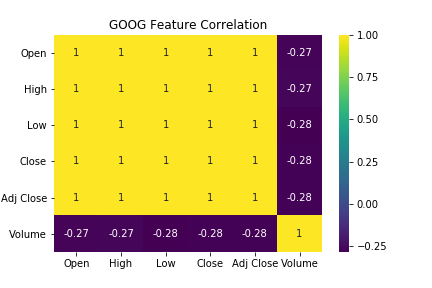 GOOG Feature Correlation
Open 1 1 1 1 1 -0.27
High 1 1 1 1 1 -0.27
Low 1 1 1 1 1 -0.28
Close 1 1 1 1 1 -0.28
Adj Close 1 1 1 1 1 -0.28
Volume -0.27 -0.27 -0.28 -0.28 -0.28 1
Open High Low Close Adj Close Volume
1.00
0.75
0.50
0.25
0.00
−0.25